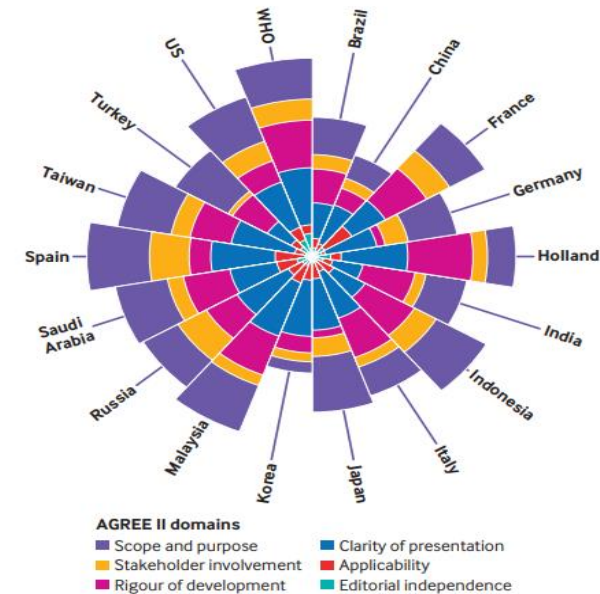 WHO
Brazil
China
France
Germany
Holland
India
Indonesia
Italy
Japan
Korea
Malaysia
Russia
Saudi
Arabia
Spain
Taiwan
Turkey
US
AGREE II domains
Scope and purpose
Stakeholder involvement
Rigour of development
Clarity of presentation
Applicability
Editorial independence